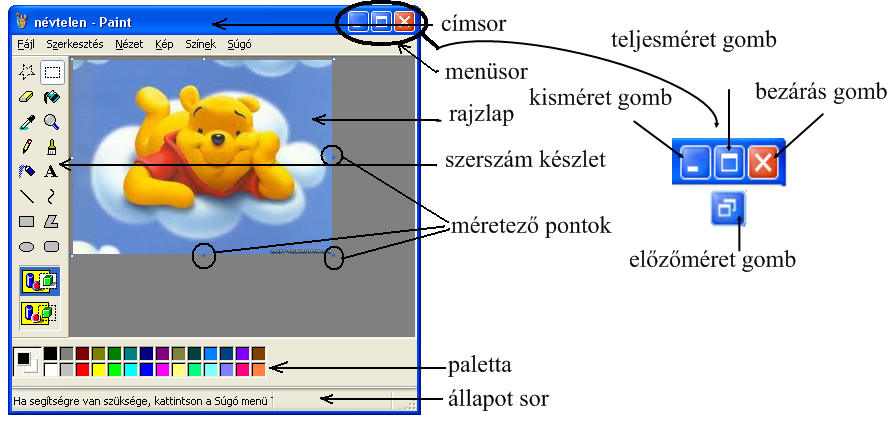 névtelen - Paint
Fájl Szerkesztés Nézet Kép Színek Súgó
A
Ha segítségre van szüksége, kattintson a Súgó menü
címsor
menüsor
rajzlap
szerszám készlet
méretező pontok
paletta
állapot sor
teljesméret gomb
kisméret gomb
bezárás gomb
előzőméret gomb